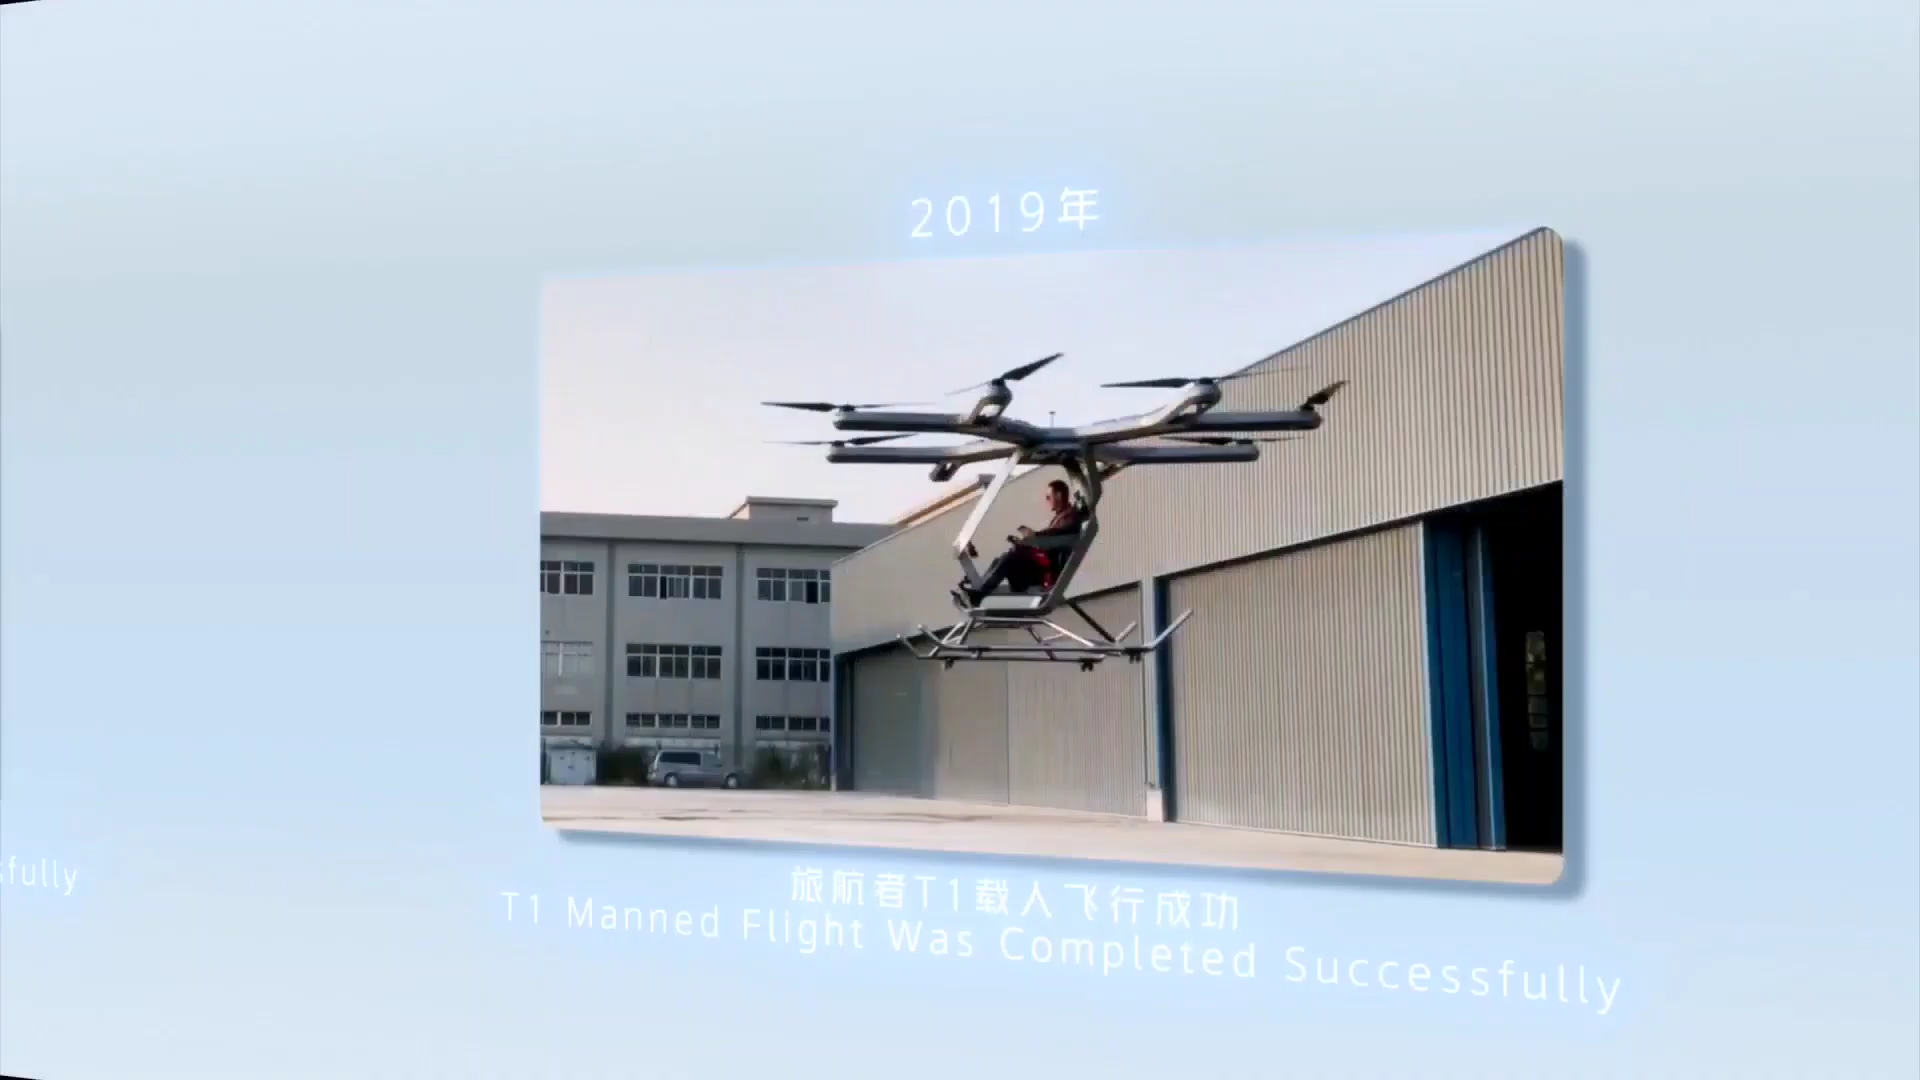 2019年
旅航者T1载人飞行成功
T1 Manned Flight Was Completed Successfully
sfully